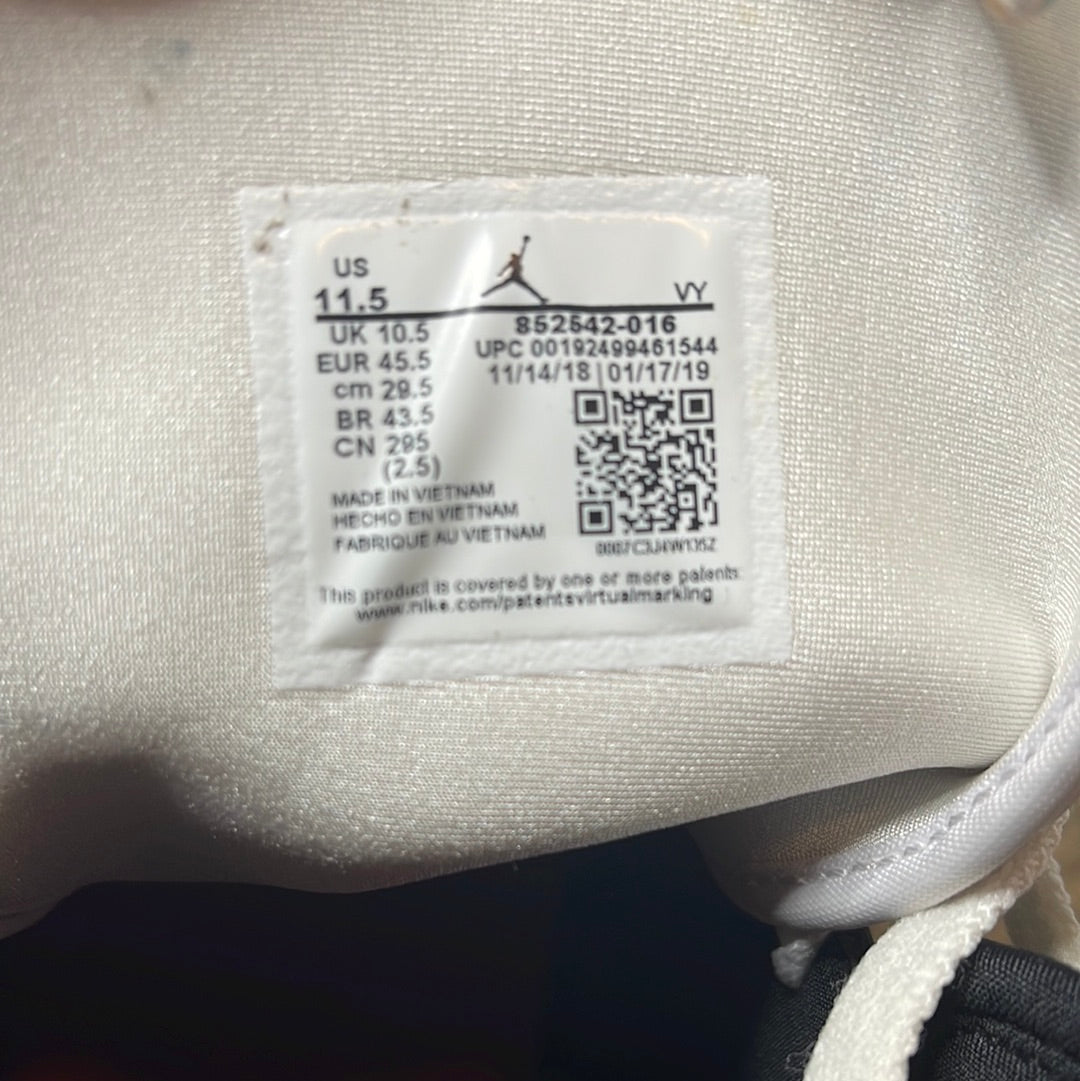 US
11.5
VY
UK 10.5
EUR 45.5
cm 29.5
BR 43.5
CN 295
(2.5)
852542-016
UPC 00192499461544
11/14/18 | 01/17/19
MADE IN VIETNAM
HECHO EN VIETNAM
FABRIQUE AU VIETNAM
This product is covered by one or more patents.
www.nike.com/patentsvirtualmarking